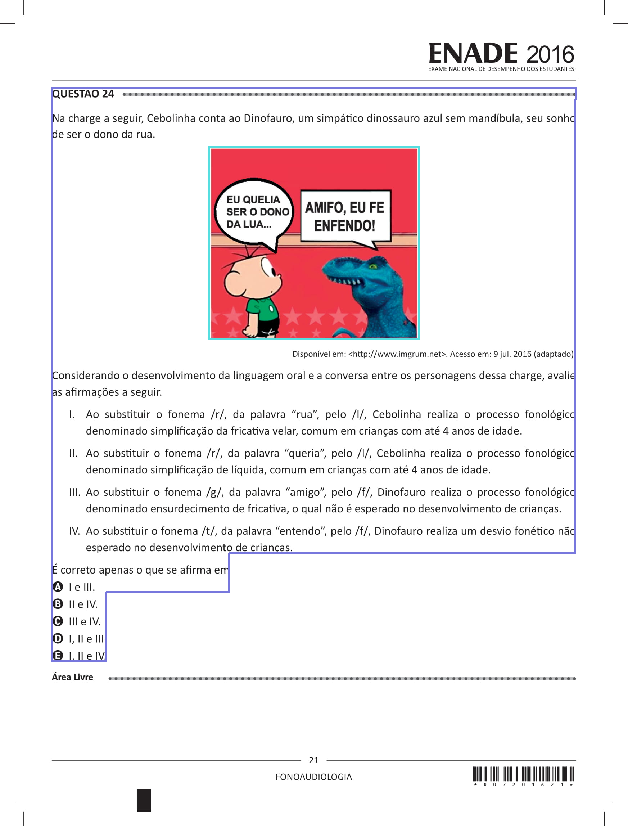 ENADE 2016
EXAME NACIONAL DE DESEMPENHO DOS ESTUDANTES
QUESTÃO 24
Na charge a seguir, Cebolinha conta ao Dinofauro, um simpático dinossauro azul sem mandíbula, seu sonho
de ser o dono da rua.
EU QUELIA
SER O DONO
DA LUA...
AMIFO, EU FE
ENFENDO!
Disponível em: <http://www.imgrum.net>. Acesso em: 9 jul. 2016 (adaptado)
Considerando o desenvolvimento da linguagem oral e a conversa entre os personagens dessa charge, avalie
as afirmações a seguir.
I. Ao substituir o fonema /r/, da palavra “rua”, pelo /l/, Cebolinha realiza o processo fonológico
denominado simplificação da fricativa velar, comum em crianças com até 4 anos de idade.
II. Ao substituir o fonema /r/, da palavra “queria”, pelo /l/, Cebolinha realiza o processo fonológico
denominado simplificação de líquida, comum em crianças com até 4 anos de idade.
III. Ao substituir o fonema /g/, da palavra “amigo”, pelo /f/, Dinofauro realiza o processo fonológico
denominado ensurdecimento de fricativa, o qual não é esperado no desenvolvimento de crianças.
IV. Ao substituir o fonema /t/, da palavra “entendo”, pelo /f/, Dinofauro realiza um desvio fonético não
esperado no desenvolvimento de crianças.
É correto apenas o que se afirma em
A I e III.
B II e IV.
C III e IV.
D I, II e III
E I, II e IV
Área Livre
21
FONOAUDIOLOGIA